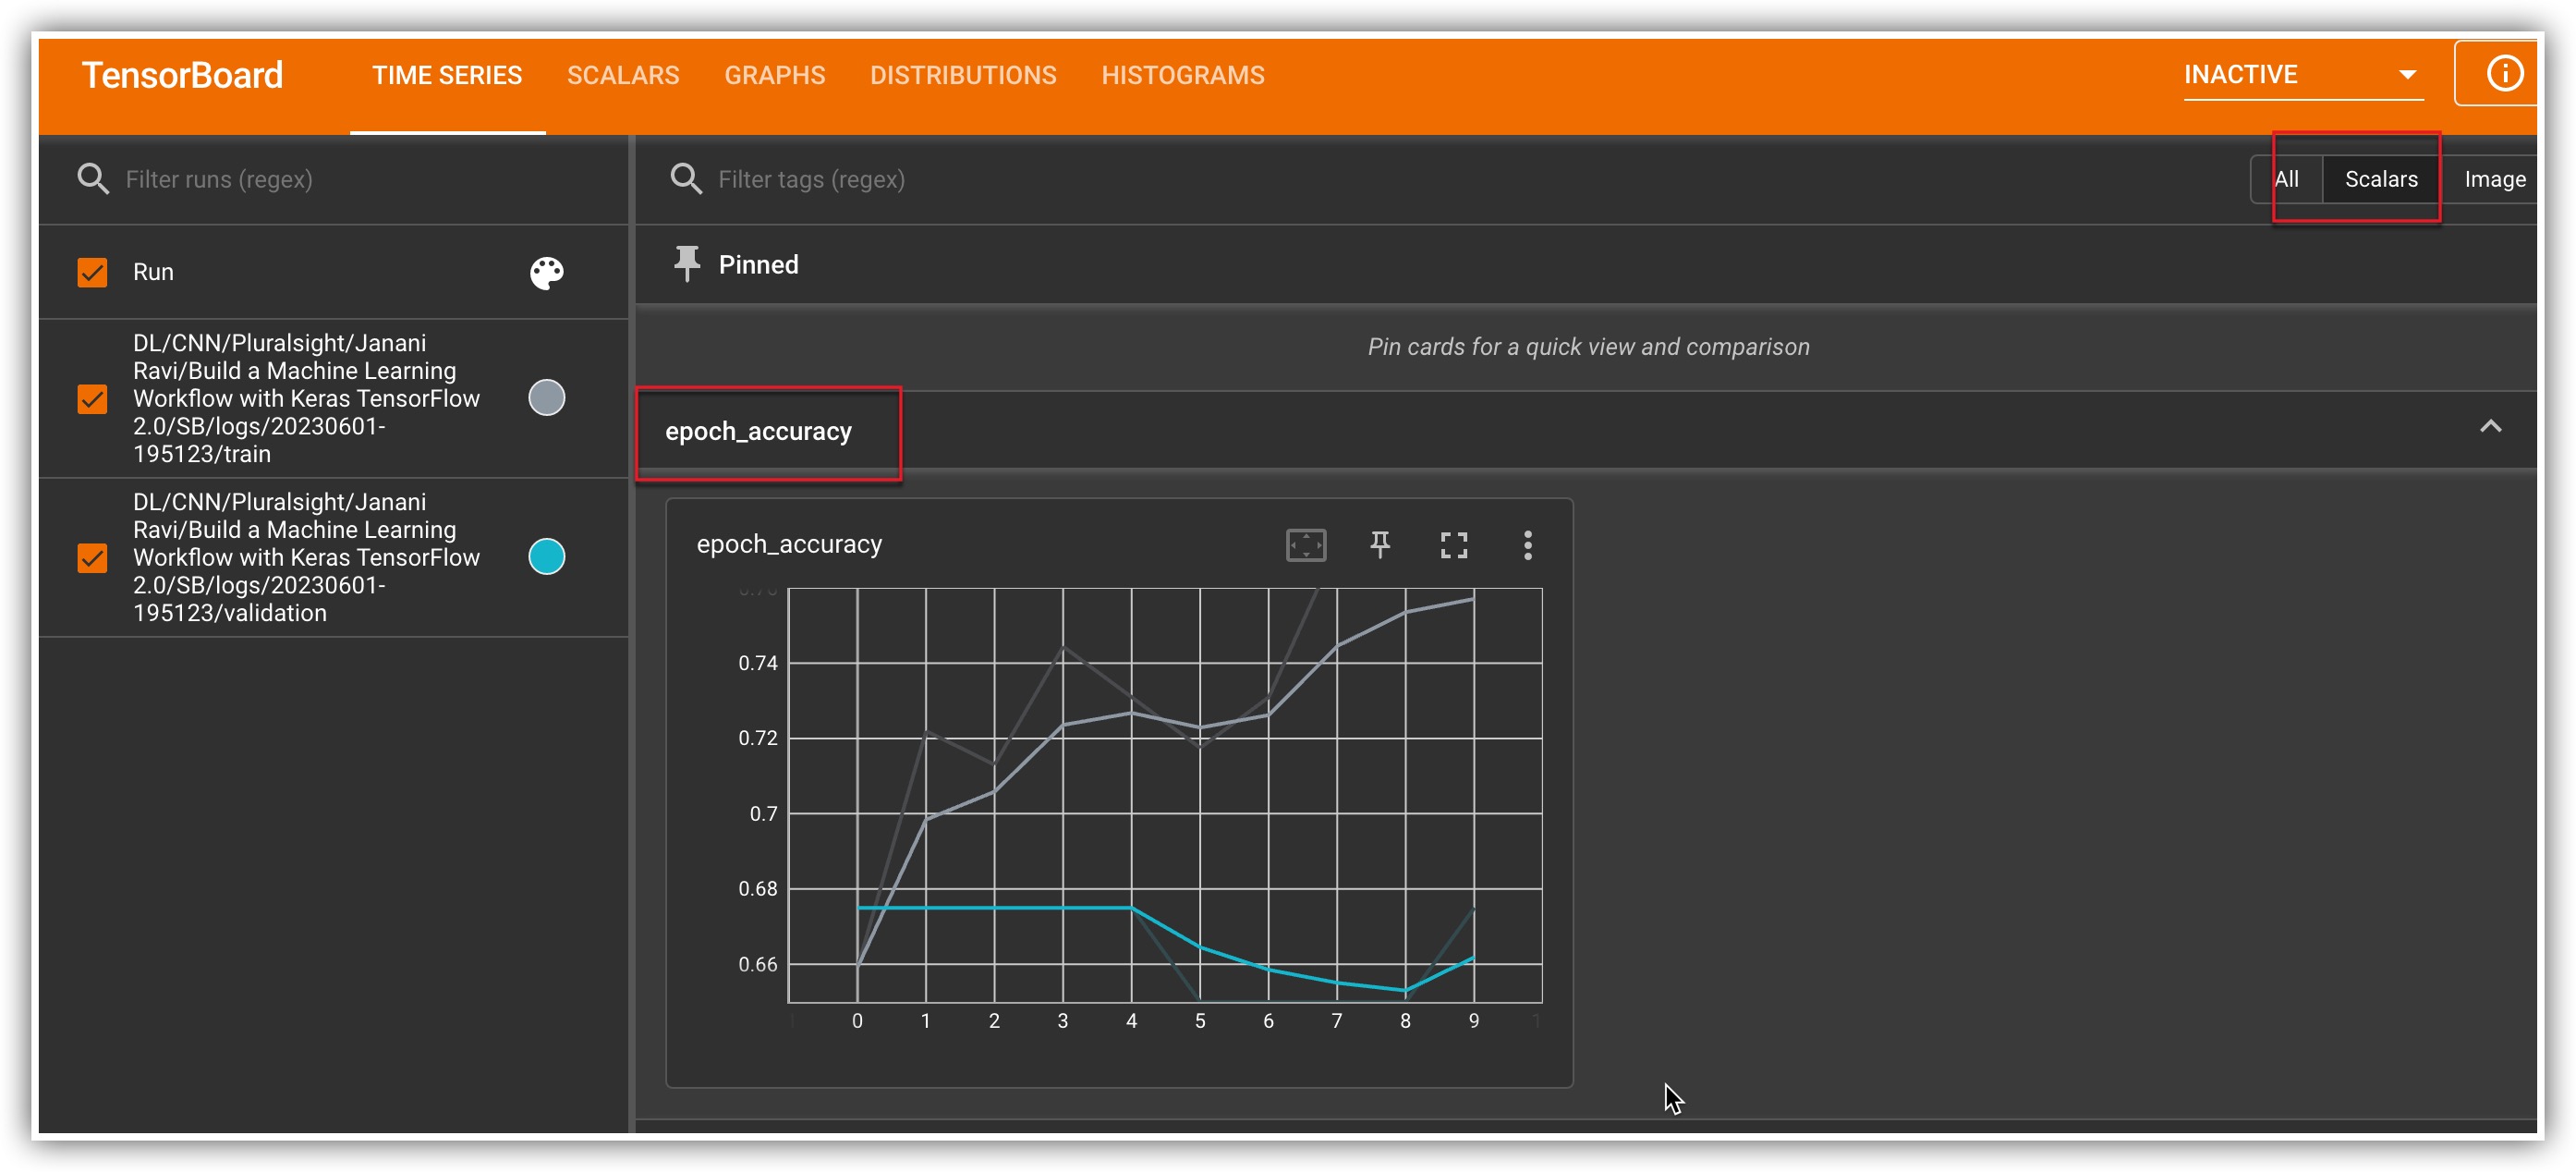 TensorBoard
TIME SERIES
SCALARS
GRAPHS
DISTRIBUTIONS
HISTOGRAMS
INACTIVE
Filter runs (regex)
Filter tags (regex)
All
Scalars
Image
Run
Pinned
DL/CNN/Pluralsight/Janani
Ravi/Build a Machine Learning
Workflow with Keras TensorFlow
2.0/SB/logs/20230601-
195123/train
DL/CNN/Pluralsight/Janani
Ravi/Build a Machine Learning
Workflow with Keras TensorFlow
2.0/SB/logs/20230601-
195123/validation
Pin cards for a quick view and comparison
epoch_accuracy
epoch_accuracy
0.74
0.72
0.7
0.68
0.66
0 1 2 3 4 5 6 7 8 9